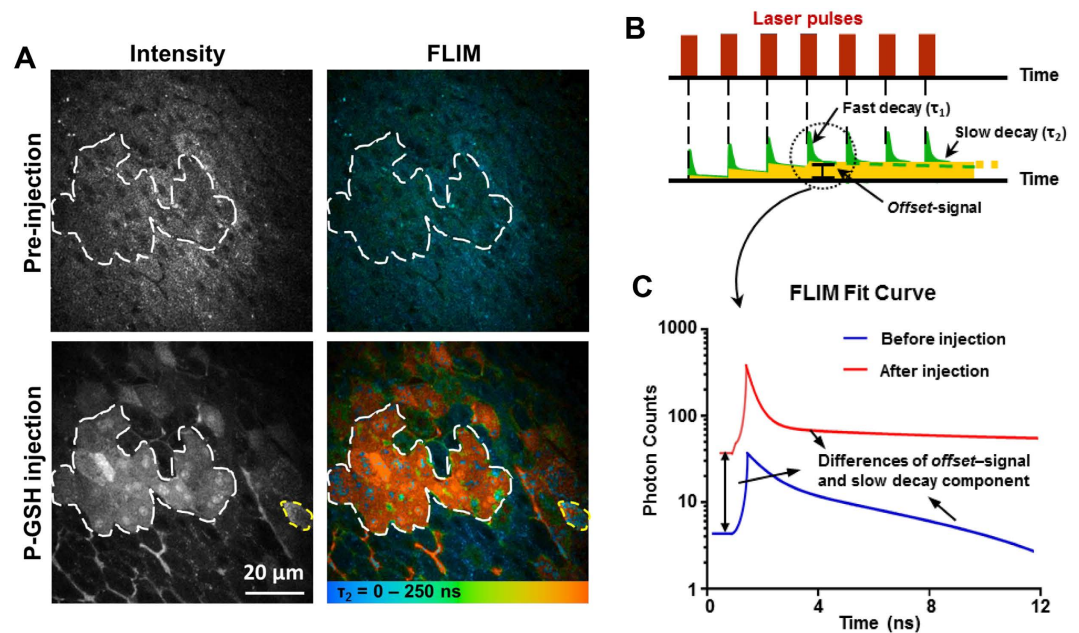 A
Intensity
FLIM
Pre-injection
P-GSH injection
20 µm
τ2 = 0 – 250 ns
B
Laser pulses
Time
Fast decay (τ1)
Slow decay (τ2)
Time
Offset-signal
C
FLIM Fit Curve
Photon Counts
1000
100
10
1
Before injection
After injection
Differences of offset–signal
and slow decay component
0
4
8
12
Time (ns)